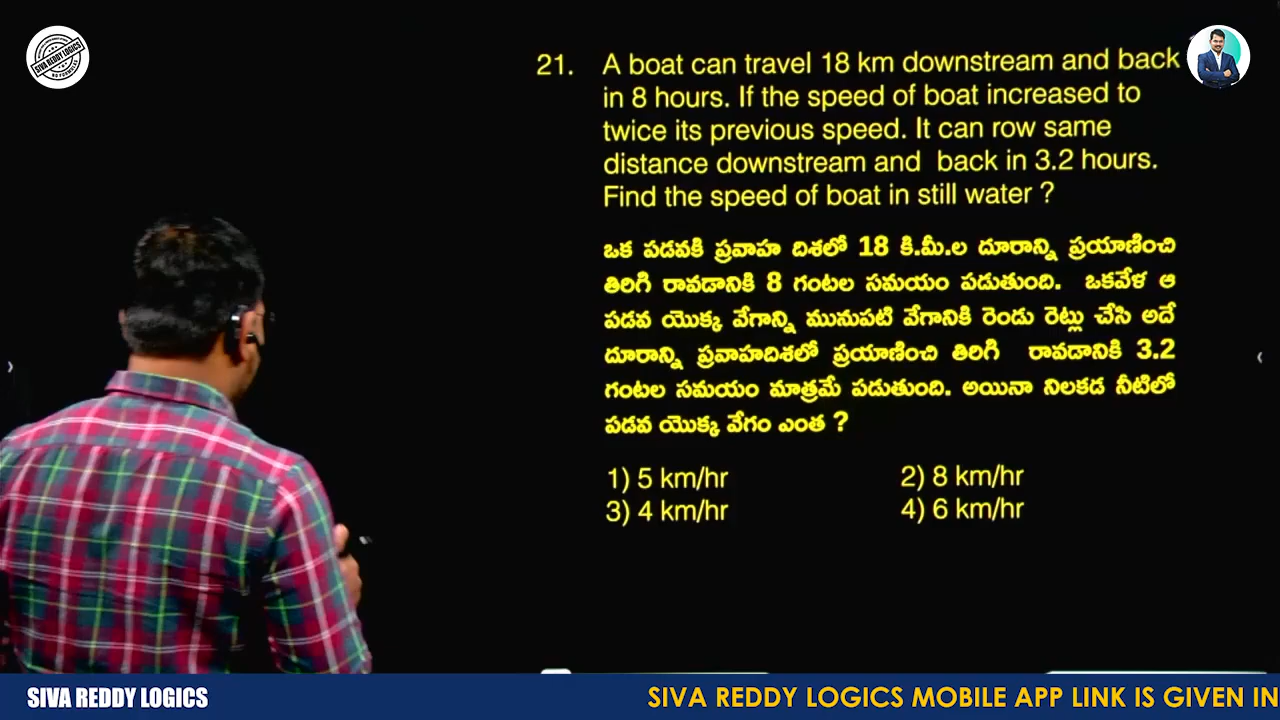 SIVA REDDY LOGICS
21. A boat can travel 18 km downstream and back
in 8 hours. If the speed of boat increased to
twice its previous speed. It can row same
distance downstream and back in 3.2 hours.
Find the speed of boat in still water ?
ఒక పడవకి ప్రవాహ దిశలో 18 కి.మీ.ల దూరాన్ని ప్రయాణించి
తిరిగి రావడానికి 8 గంటల సమయం పడుతుంది. ఒకవేళ ఆ
పడవ యొక్క వేగాన్ని మునుపటి వేగానికి రెండు రెట్లు చేసి అదే
దూరాన్ని ప్రవాహదిశలో ప్రయాణించి తిరిగి రావడానికి 3.2
గంటల సమయం మాత్రమే పడుతుంది. అయినా నిలకడ నీటిలో
పడవ యొక్క వేగం ఎంత ?
1) 5 km/hr 2) 8 km/hr
3) 4 km/hr 4) 6 km/hr
SIVA REDDY LOGICS SIVA REDDY LOGICS MOBILE APP LINK IS GIVEN IN